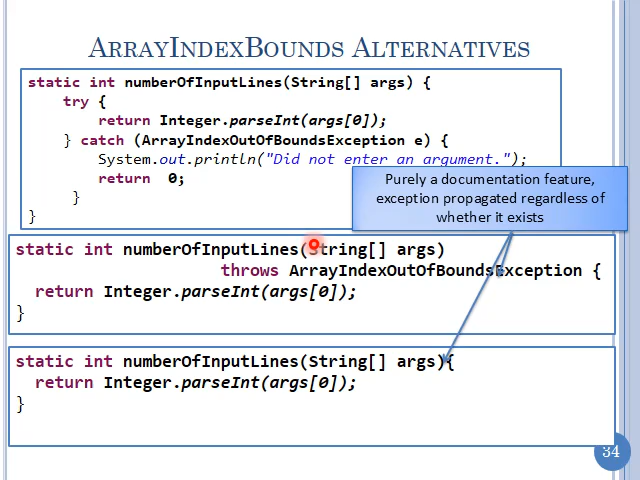 ARRAYINDEXBOUNDS ALTERNATIVES
static int numberOfInputLines(String[] args) {
try {
return Integer.parseInt(args[0]);
} catch (ArrayIndexOutOfBoundsException e) {
System.out.println("Did not enter an argument.");
return 0;
}
}
Purely a documentation feature,
exception propagated regardless of
whether it exists
static int numberOfInputLines(String[] args)
throws ArrayIndexOutOfBoundsException {
return Integer.parseInt(args[0]);
}
static int numberOfInputLines(String[] args){
return Integer.parseInt(args[0]);
}
34